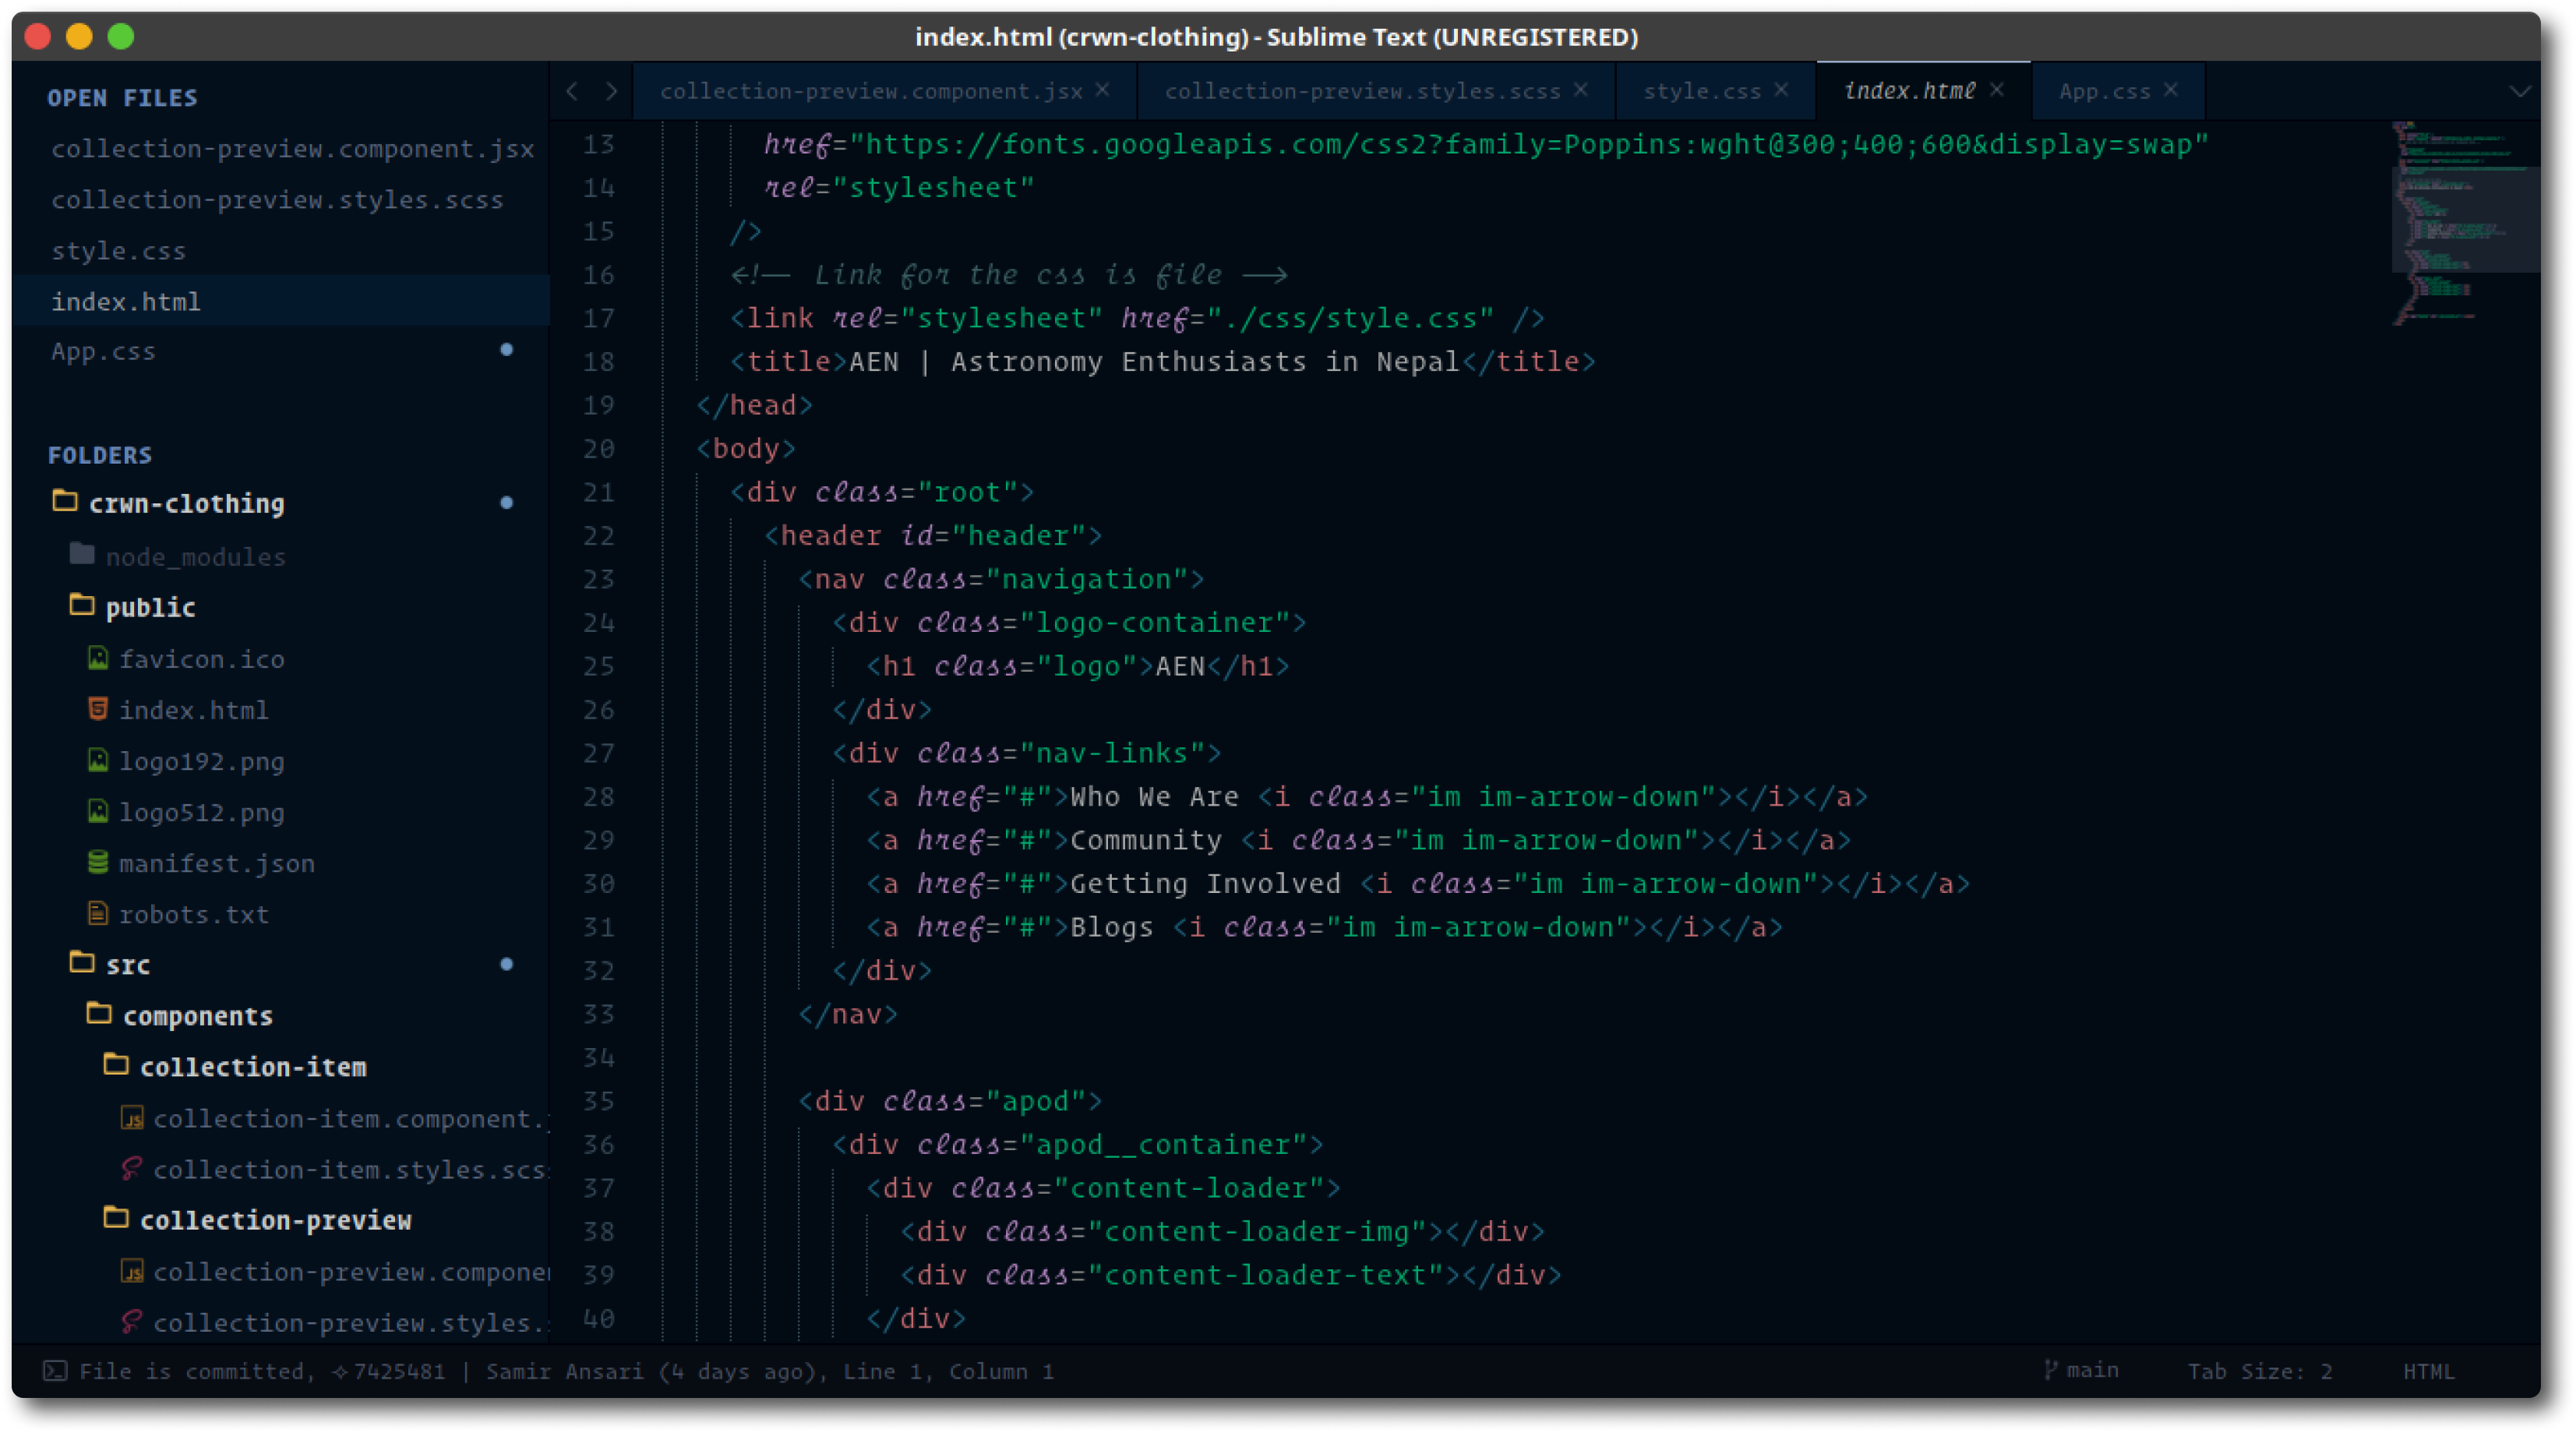 index.html (crwn-clothing) - Sublime Text (UNREGISTERED)
OPEN FILES
collection-preview.component.jsx
collection-preview.styles.scss
style.css
index.html
App.css
FOLDERS
crwn-clothing
node_modules
public
favicon.ico
index.html
logo192.png
logo512.png
manifest.json
robots.txt
src
components
collection-item
collection-item.component.
collection-item.styles.scs
collection-preview
collection-preview.compone
collection-preview.styles.
collection-preview.component.jsx × collection-preview.styles.scss × style.css × index.html × App.css ×
13 href="https://fonts.googleapis.com/css2?family=Poppins:wght@300;400;600&display=swap"
14 rel="stylesheet"
15 />
16 <!-- Link for the css is file -->
17 <link rel="stylesheet" href="./css/style.css" />
18 <title>AEN | Astronomy Enthusiasts in Nepal</title>
19 </head>
20 <body>
21 <div class="root">
22 <header id="header">
23 <nav class="navigation">
24 <div class="logo-container">
25 <h1 class="logo">AEN</h1>
26 </div>
27 <div class="nav-links">
28 <a href="#">Who We Are <i class="im im-arrow-down"></i></a>
29 <a href="#">Community <i class="im im-arrow-down"></i></a>
30 <a href="#">Getting Involved <i class="im im-arrow-down"></i></a>
31 <a href="#">Blogs <i class="im im-arrow-down"></i></a>
32 </div>
33 </nav>
34
35 <div class="apod">
36 <div class="apod__container">
37 <div class="content-loader">
38 <div class="content-loader-img"></div>
39 <div class="content-loader-text"></div>
40 </div>
File is committed, ✧7425481 | Samir Ansari (4 days ago), Line 1, Column 1
main
Tab Size: 2
HTML